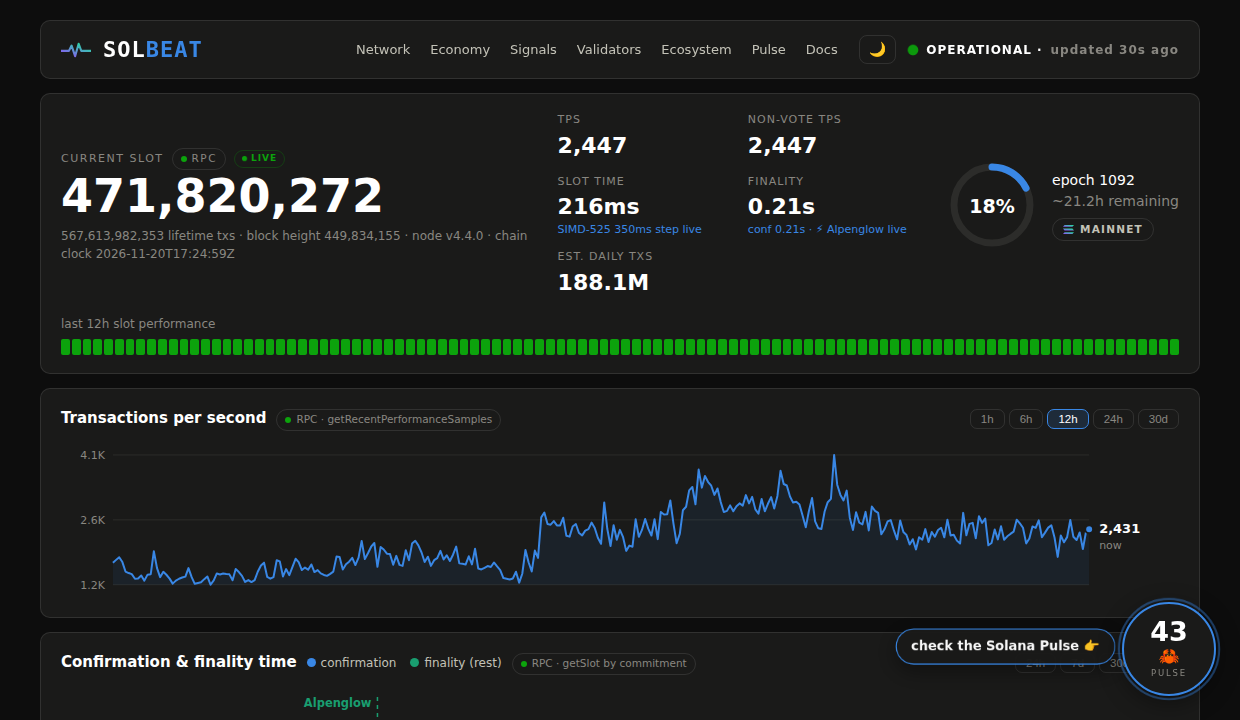 SOLBEAT
Network Economy Signals Validators Ecosystem Pulse Docs
OPERATIONAL · updated 30s ago
CURRENT SLOT RPC LIVE
471,820,272
567,613,982,353 lifetime txs · block height 449,834,155 · node v4.4.0 · chain
clock 2026-11-20T17:24:59Z
TPS
2,447
NON-VOTE TPS
2,447
SLOT TIME
216ms
SIMD-525 350ms step live
FINALITY
0.21s
conf 0.21s · ⚡ Alpenglow live
EST. DAILY TXS
188.1M
18%
epoch 1092
~21.2h remaining
MAINNET
last 12h slot performance
Transactions per second RPC · getRecentPerformanceSamples
1h 6h 12h 24h 30d
4.1K
2.6K
1.2K
2,431
now
Confirmation & finality time confirmation finality (rest) RPC · getSlot by commitment
Alpenglow
check the Solana Pulse 👉
43
PULSE